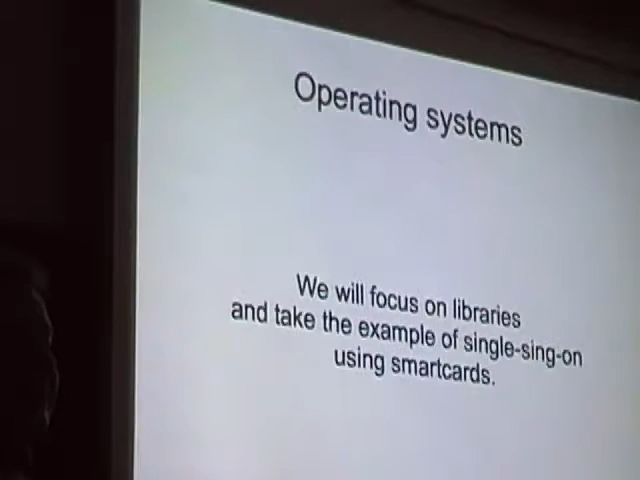 Operating systems
We will focus on libraries
and take the example of single-sing-on
using smartcards.